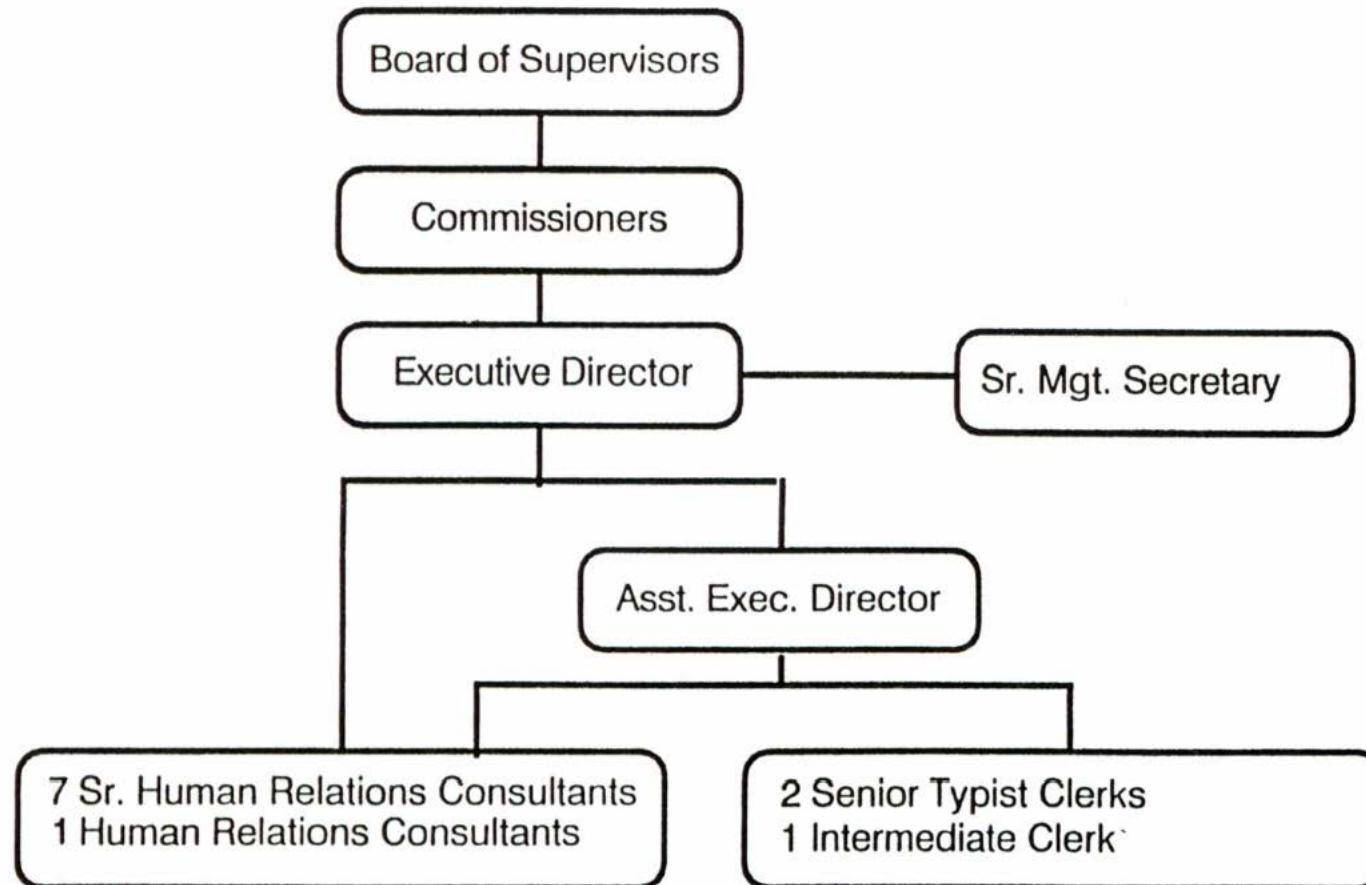 Board of Supervisors
Commissioners
Executive Director
Sr. Mgt. Secretary
Asst. Exec. Director
7 Sr. Human Relations Consultants
1 Human Relations Consultants
2 Senior Typist Clerks
1 Intermediate Clerk